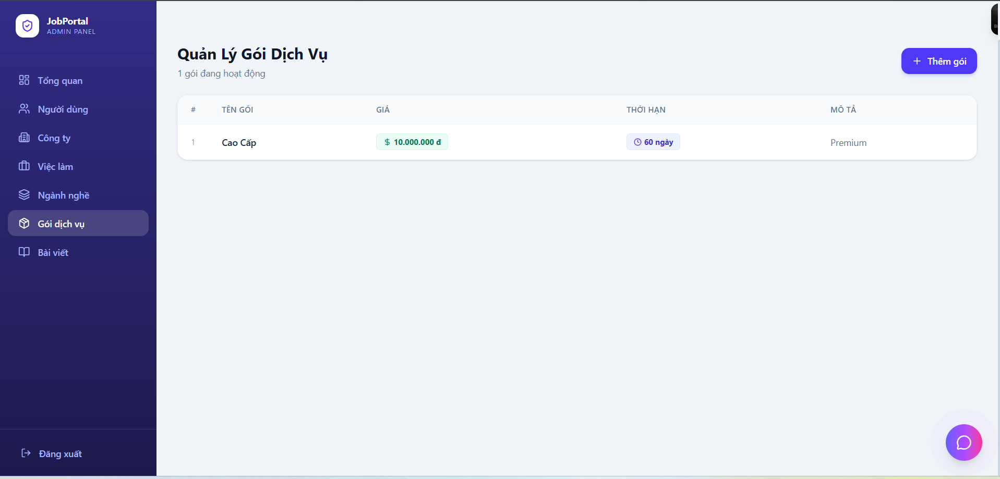 JobPortal
ADMIN PANEL
Tổng quan
Người dùng
Công ty
Việc làm
Ngành nghề
Gói dịch vụ
Bài viết
Đăng xuất
Quản Lý Gói Dịch Vụ
1 gói đang hoạt động
+ Thêm gói
# TÊN GÓI GIÁ THỜI HẠN MÔ TẢ
1 Cao Cấp $ 10.000.000 đ 60 ngày Premium